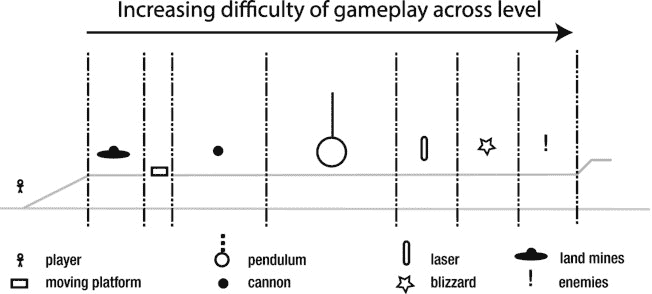 Increasing difficulty of gameplay across level
!
player pendulum laser land mines
moving platform cannon blizzard ! enemies